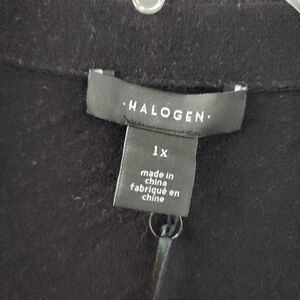 ·HALOGEN·
1x
made in
china
fabriqué en
chine